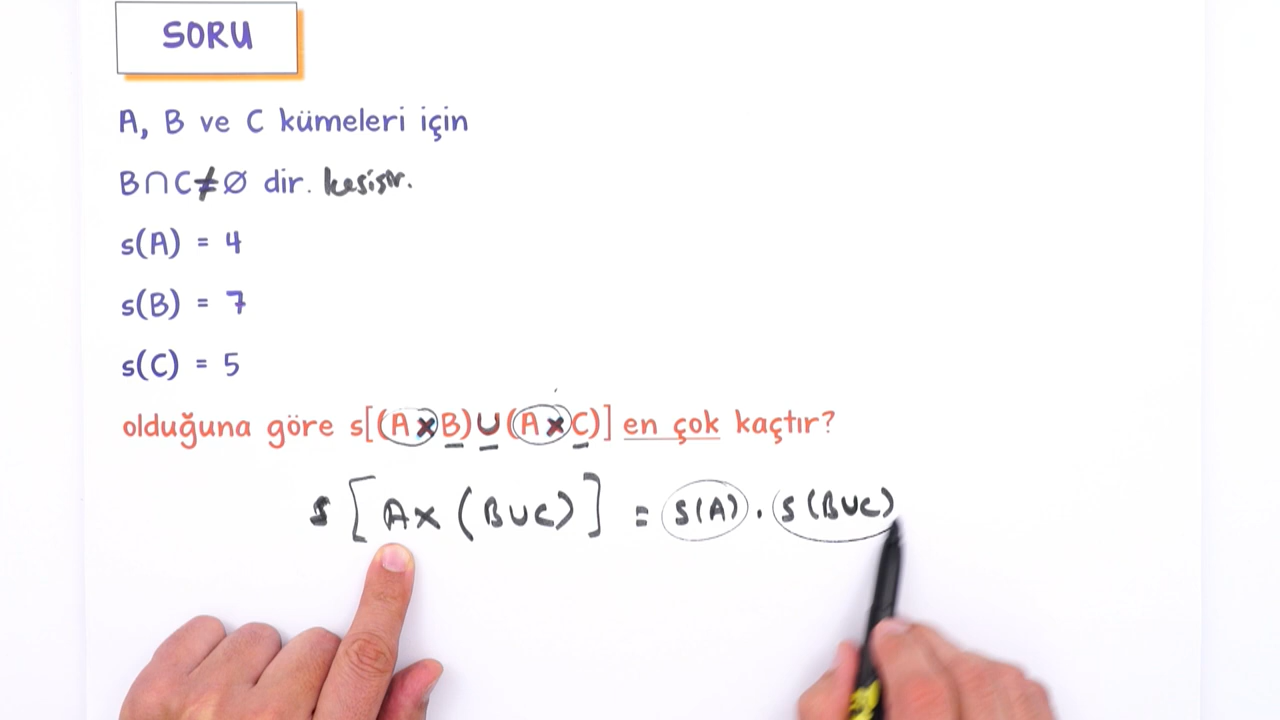 SORU
A, B ve C kümeleri için
B∩C≠∅ dir. kesişir.
s(A) = 4
s(B) = 7
s(C) = 5
olduğuna göre s[(A×B)∪(A×C)] en çok kaçtır?
s[A×(B∪C)] = s(A).s(B∪C)